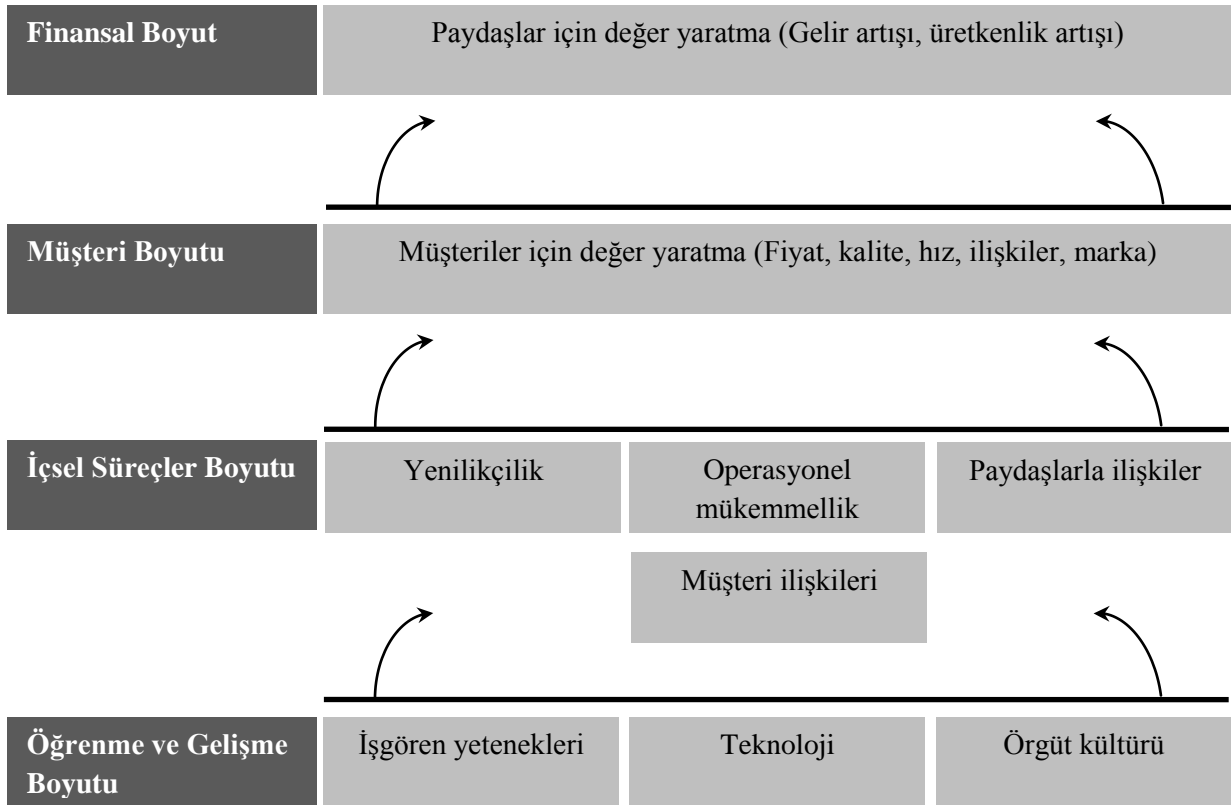 Finansal Boyut
Paydaşlar için değer yaratma (Gelir artışı, üretkenlik artışı)
Müşteri Boyutu
Müşteriler için değer yaratma (Fiyat, kalite, hız, ilişkiler, marka)
İçsel Süreçler Boyutu
Yenilikçilik
Operasyonel
mükemmellik
Paydaşlarla ilişkiler
Müşteri ilişkileri
Öğrenme ve Gelişme
Boyutu
İşgören yetenekleri
Teknoloji
Örgüt kültürü